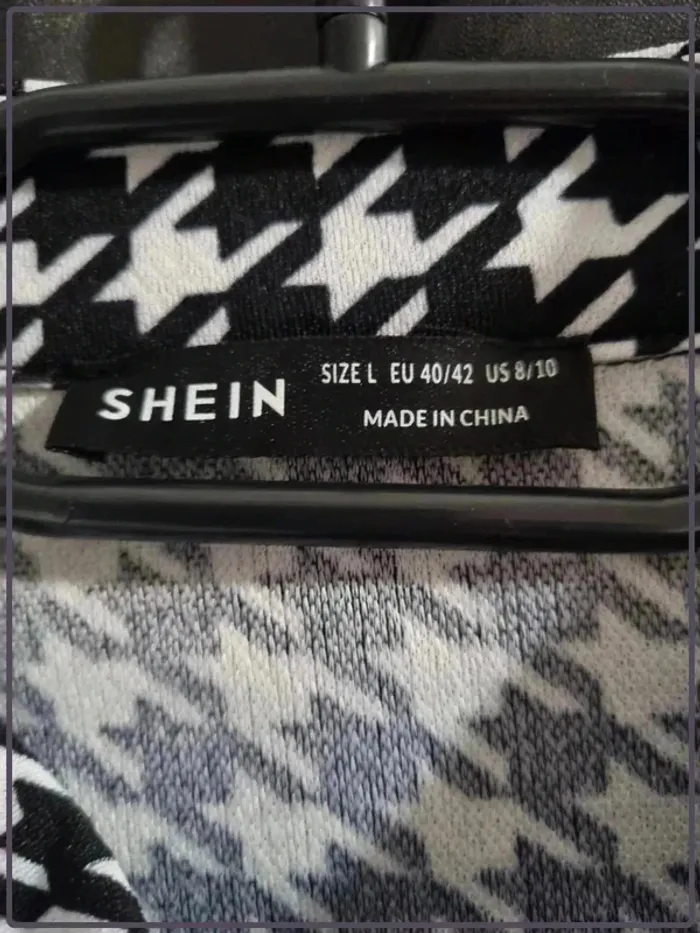 SHEIN
SIZE L EU 40/42 US 8/10
MADE IN CHINA